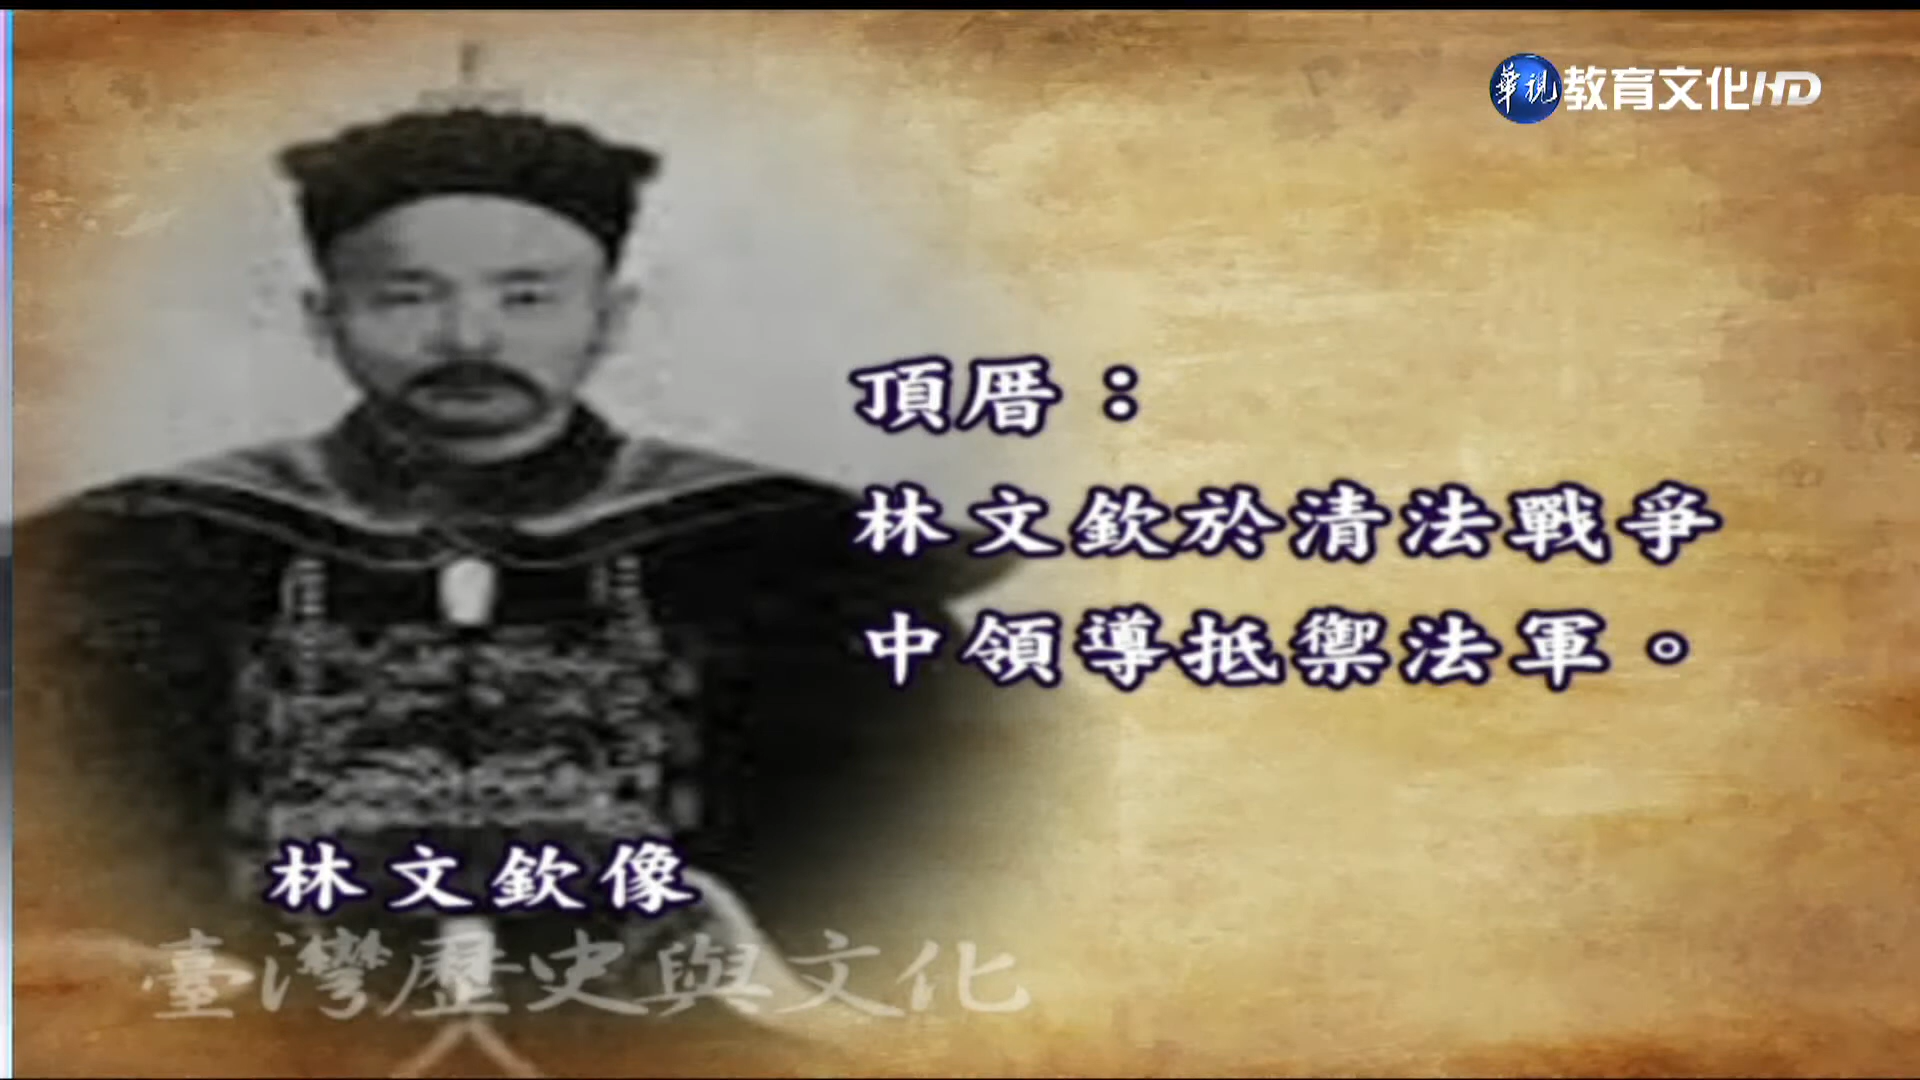 華視 教育文化HD
頂厝：
林文欽於清法戰爭
中領導抵禦法軍。
林文欽像
臺灣歷史與文化